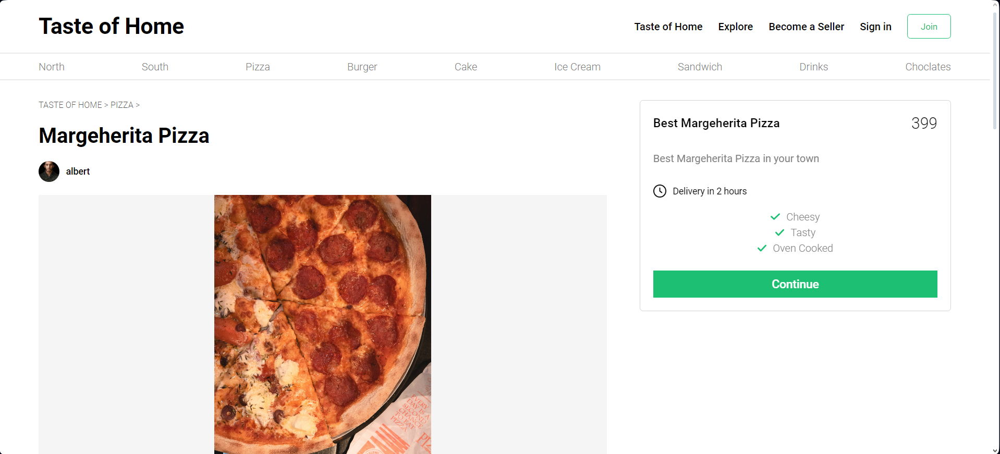 Taste of Home
Taste of Home Explore Become a Seller Sign in Join
North South Pizza Burger Cake Ice Cream Sandwich Drinks Choclates
TASTE OF HOME > PIZZA >
Margeherita Pizza
albert
Best Margeherita Pizza 399
Best Margeherita Pizza in your town
Delivery in 2 hours
Cheesy
Tasty
Oven Cooked
Continue
EVERY
DAY IS A
SECOND
CHANCE
TO EAT
PIZZA